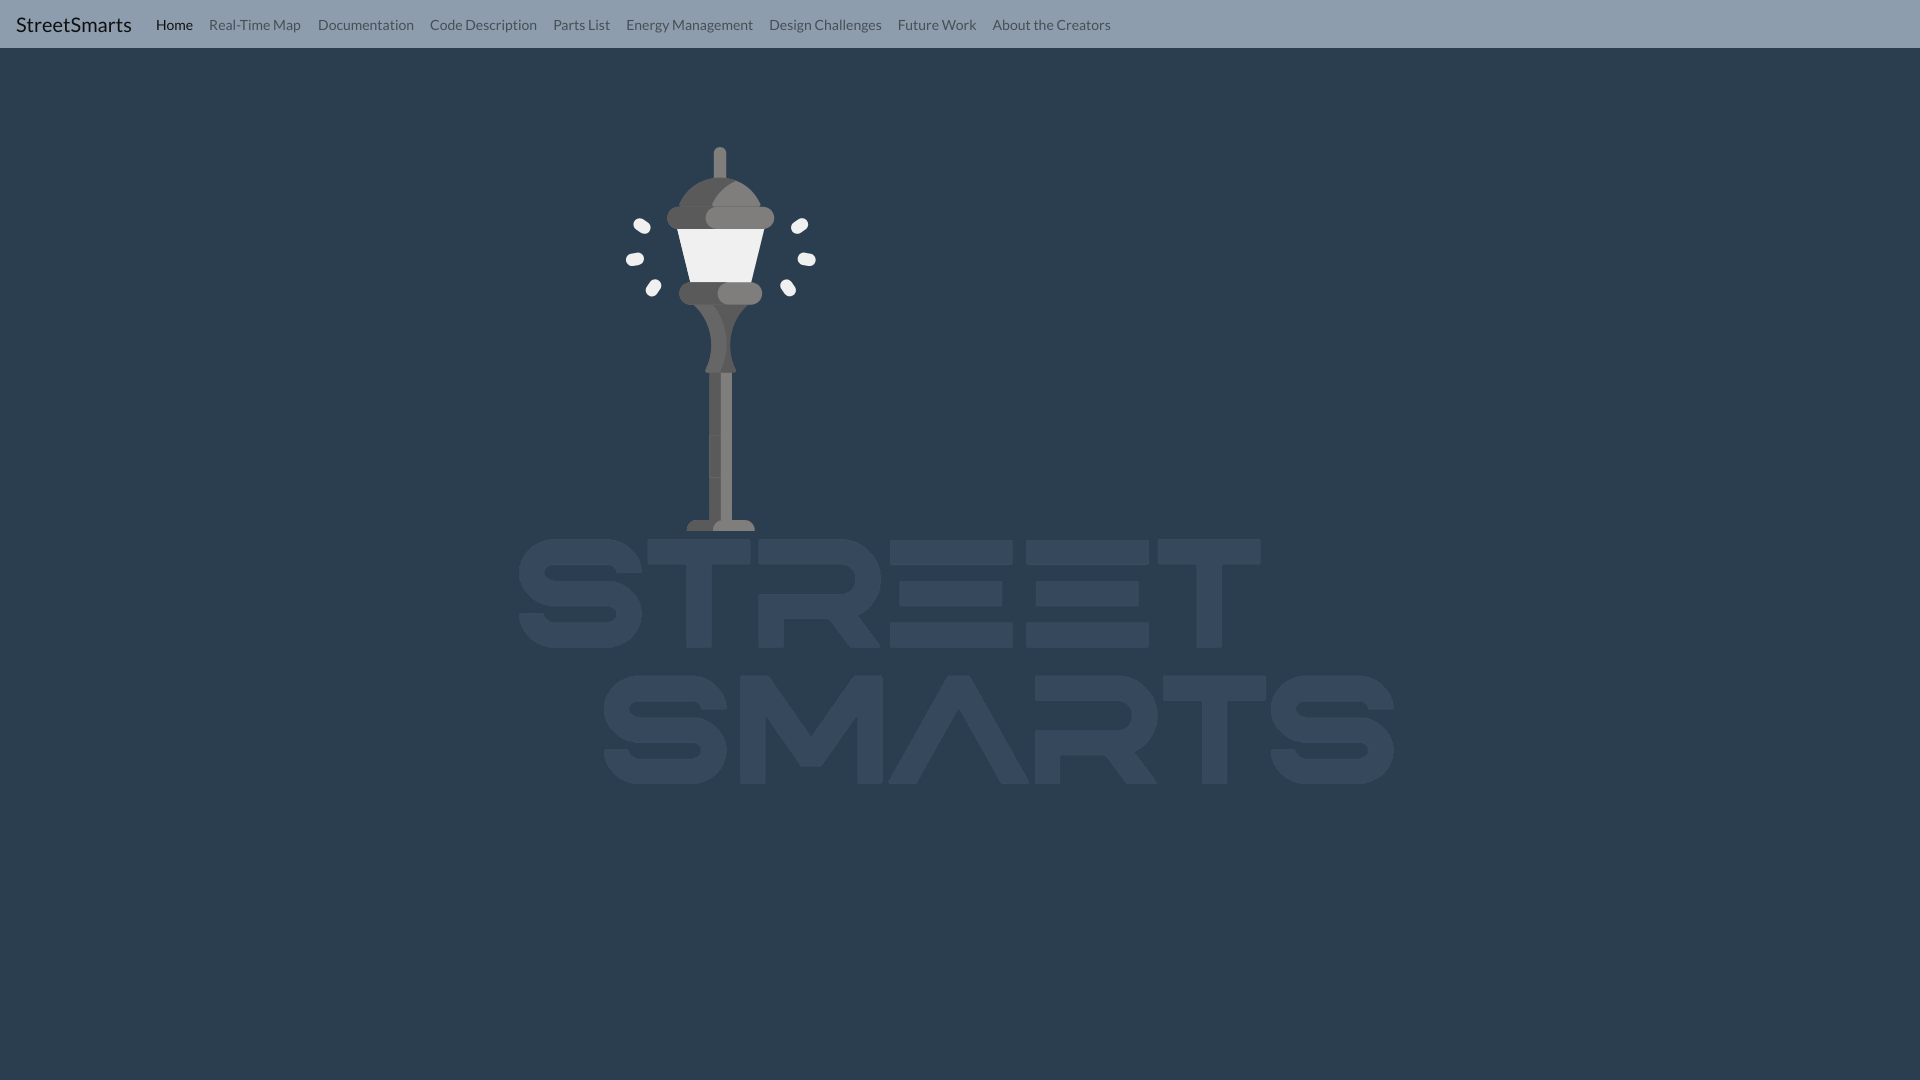 StreetSmarts Home Real-Time Map Documentation Code Description Parts List Energy Management Design Challenges Future Work About the Creators
STREET
SMARTS